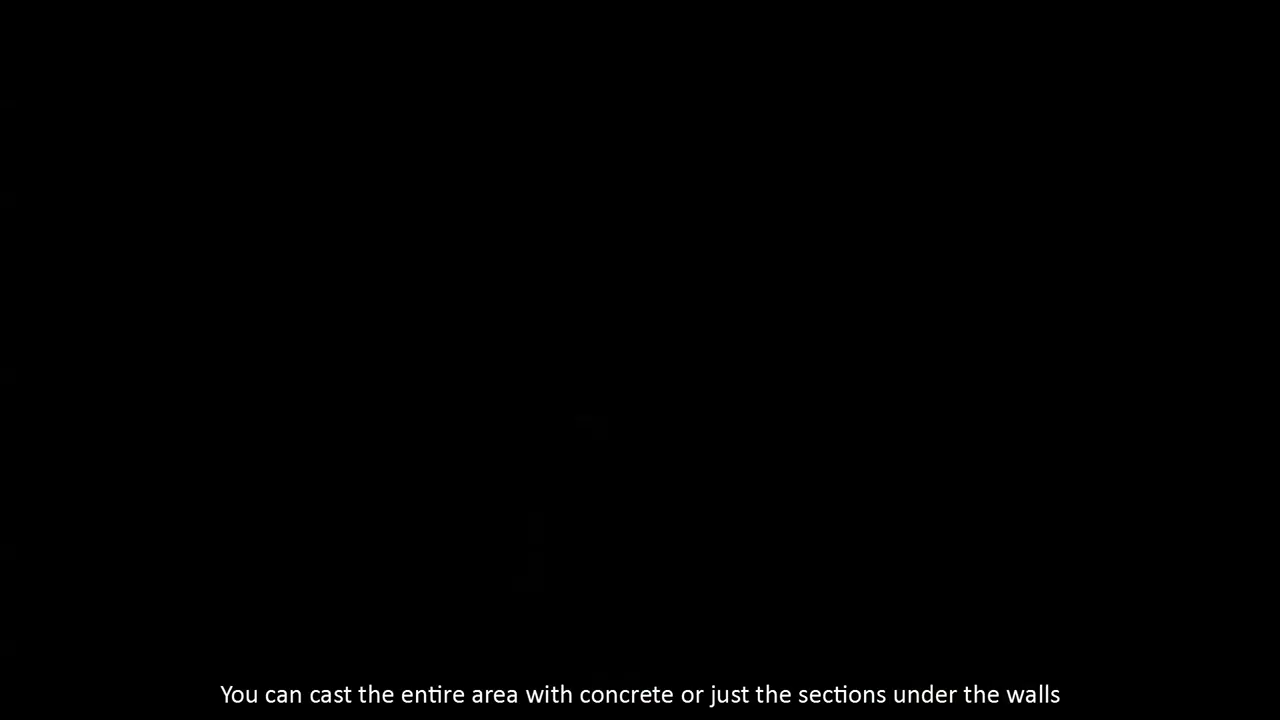 You can cast the entire area with concrete or just the sections under the walls